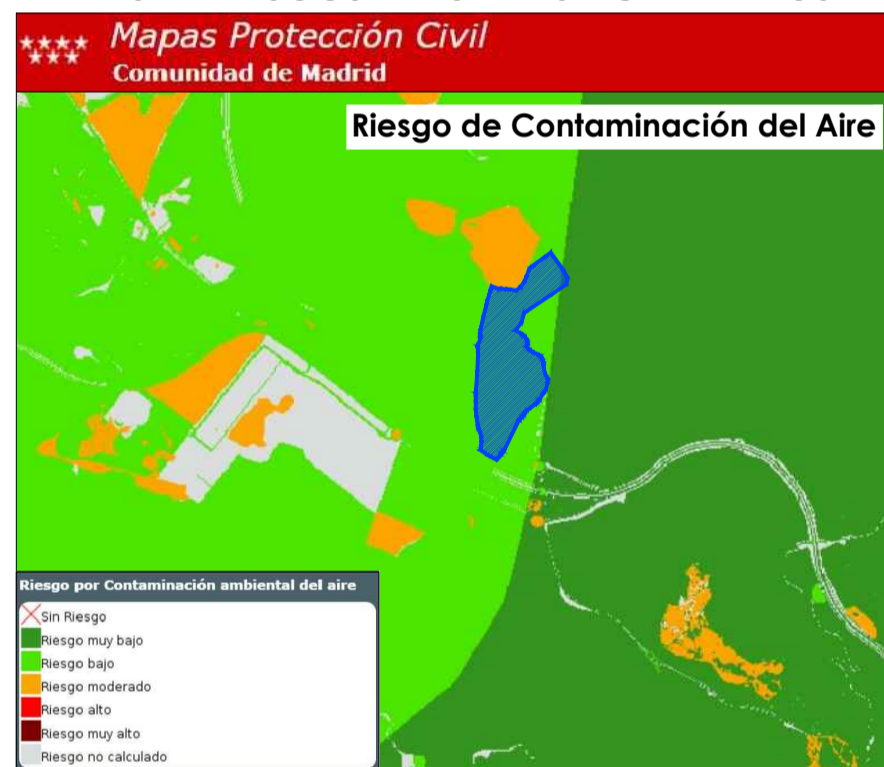 Mapas Protección Civil
Comunidad de Madrid
Riesgo de Contaminación del Aire
Riesgo por Contaminación ambiental del aire
Sin Riesgo
Riesgo muy bajo
Riesgo bajo
Riesgo moderado
Riesgo alto
Riesgo muy alto
Riesgo no calculado